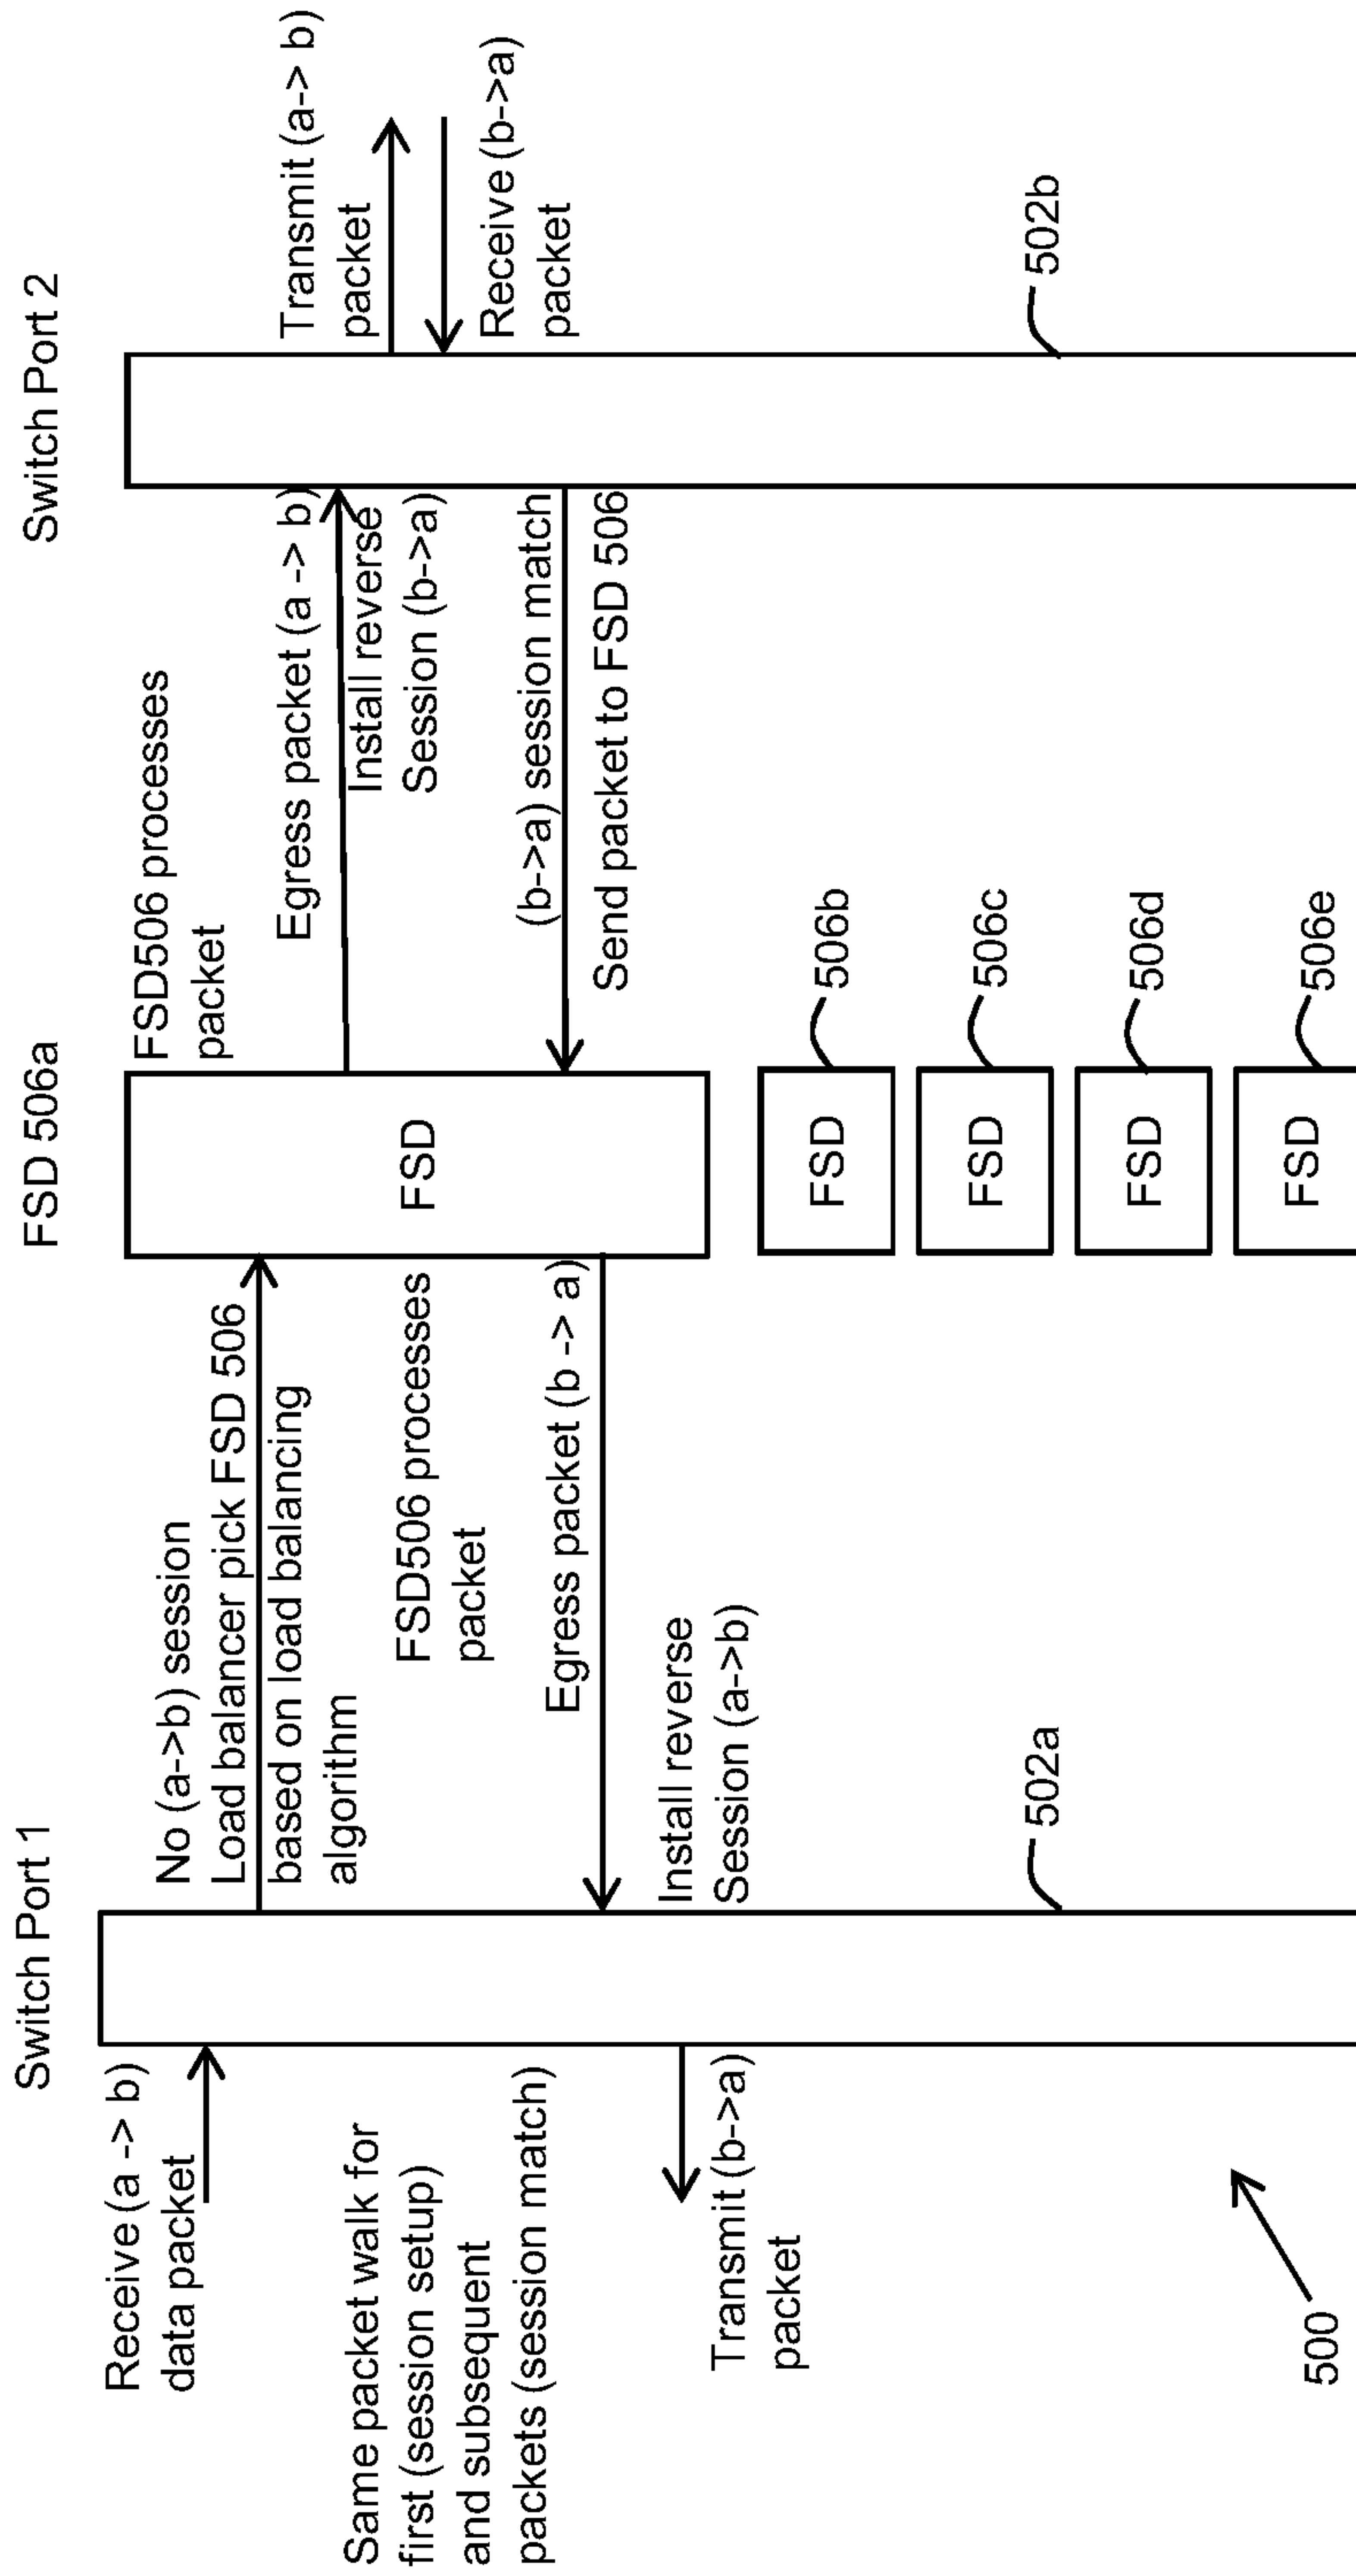 Switch Port 1
FSD 506a
Switch Port 2
Receive (a -> b)
data packet
No (a->b) session
Load balancer pick FSD 506
based on load balancing
algorithm
FSD506 processes
packet
Egress packet (a -> b)
Install reverse
Session (b->a)
Transmit (a-> b)
packet
Receive (b->a)
packet
(b->a) session match
Send packet to FSD 506
FSD
FSD506 processes
packet
Egress packet (b -> a)
Install reverse
Session (a->b)
Same packet walk for
first (session setup)
and subsequent
packets (session match)
Transmit (b->a)
packet
FSD
506b
FSD
506c
FSD
506d
FSD
506e
502a
502b
500